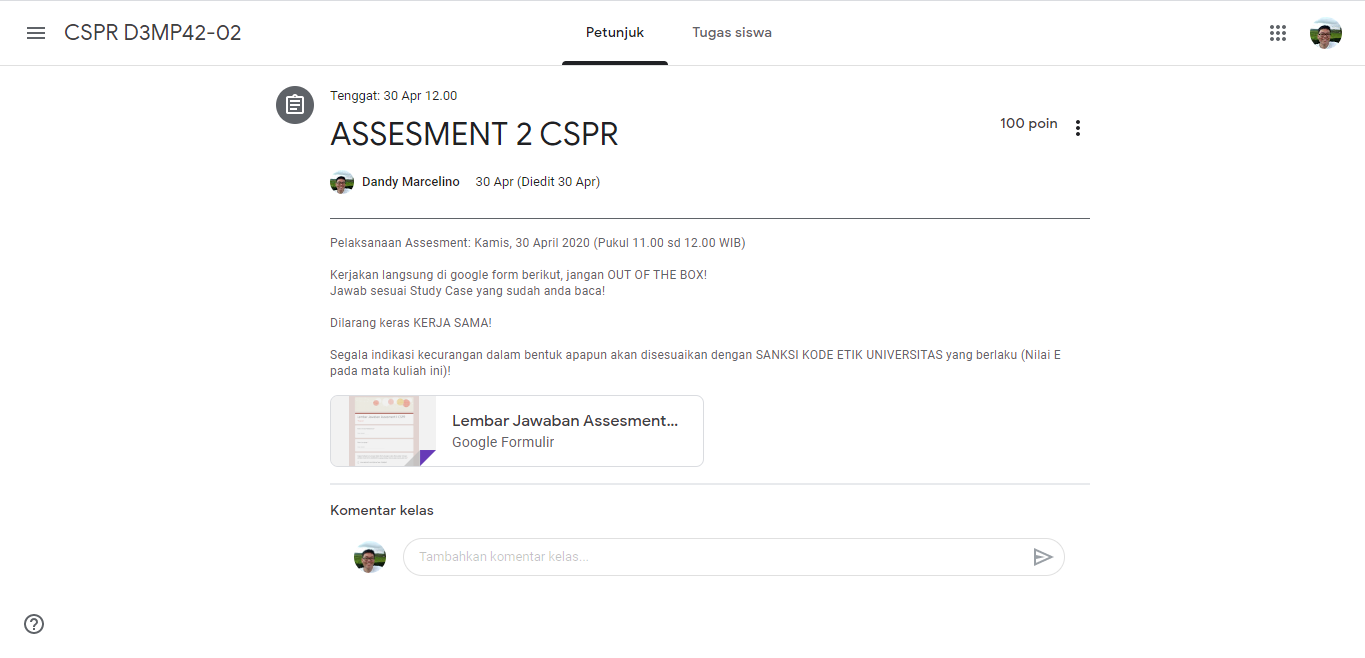 CSPR D3MP42-02
Petunjuk
Tugas siswa
Tenggat: 30 Apr 12.00
ASSESMENT 2 CSPR
100 poin
Dandy Marcelino 30 Apr (Diedit 30 Apr)
Pelaksanaan Assesment: Kamis, 30 April 2020 (Pukul 11.00 sd 12.00 WIB)
Kerjakan langsung di google form berikut, jangan OUT OF THE BOX!
Jawab sesuai Study Case yang sudah anda baca!
Dilarang keras KERJA SAMA!
Segala indikasi kecurangan dalam bentuk apapun akan disesuaikan dengan SANKSI KODE ETIK UNIVERSITAS yang berlaku (Nilai E
pada mata kuliah ini)!
Lembar Jawaban Assesment...
Google Formulir
Komentar kelas
Tambahkan komentar kelas...